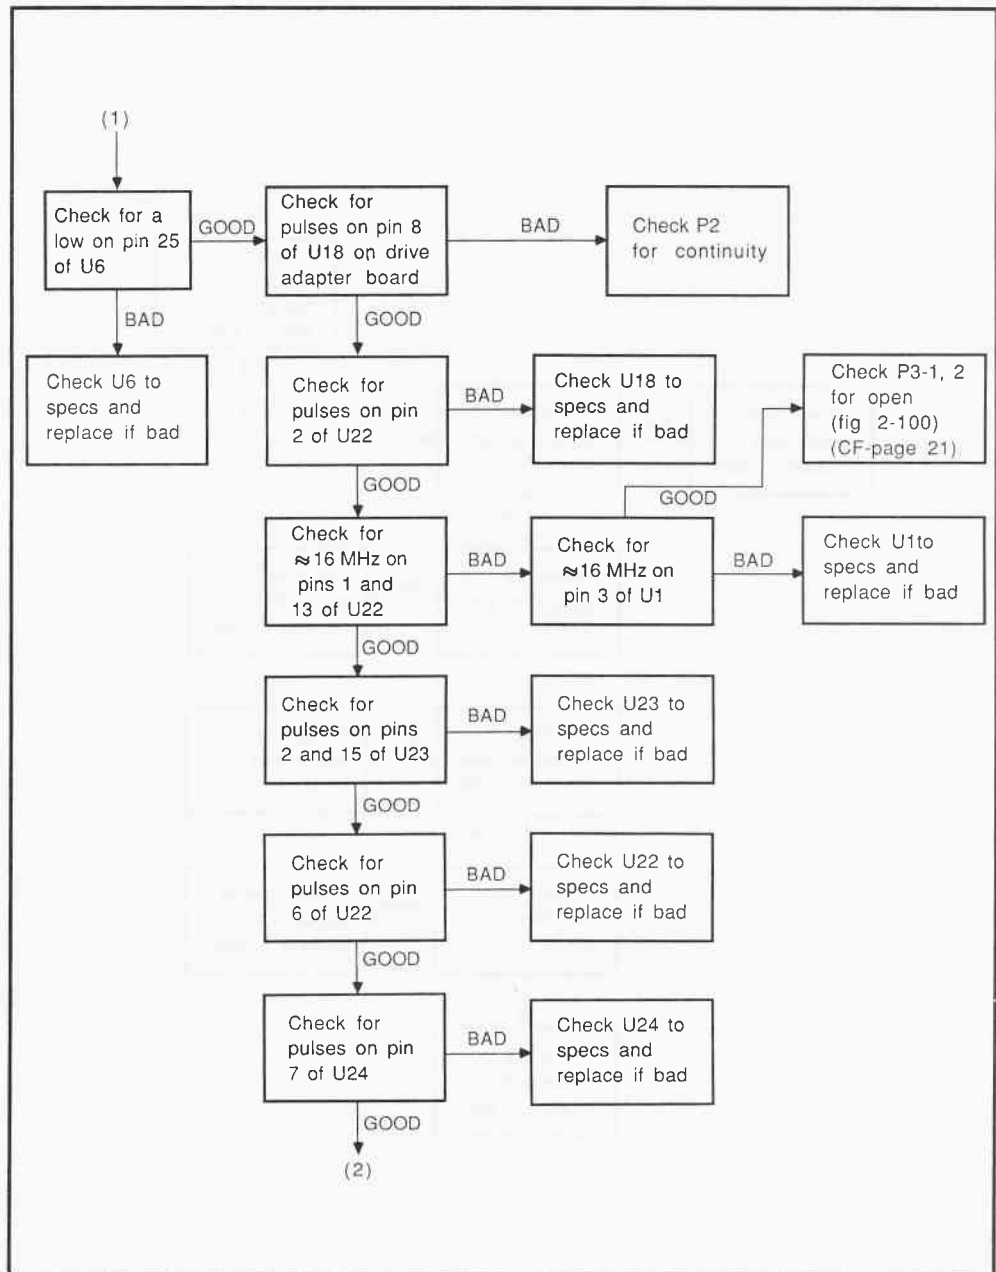 (1)
Check for a
low on pin 25
of U6
GOOD
Check for
pulses on pin 8
of U18 on drive
adapter board
BAD
Check P2
for continuity
BAD
GOOD
Check U6 to
specs and
replace if bad
Check for
pulses on pin
2 of U22
BAD
Check U18 to
specs and
replace if bad
Check P3-1, 2
for open
(fig 2-100)
(CF-page 21)
GOOD
GOOD
Check for
≈16 MHz on
pins 1 and
13 of U22
BAD
Check for
≈16 MHz on
pin 3 of U1
BAD
Check U1to
specs and
replace if bad
GOOD
Check for
pulses on pins
2 and 15 of U23
BAD
Check U23 to
specs and
replace if bad
GOOD
Check for
pulses on pin
6 of U22
BAD
Check U22 to
specs and
replace if bad
GOOD
Check for
pulses on pin
7 of U24
BAD
Check U24 to
specs and
replace if bad
GOOD
(2)